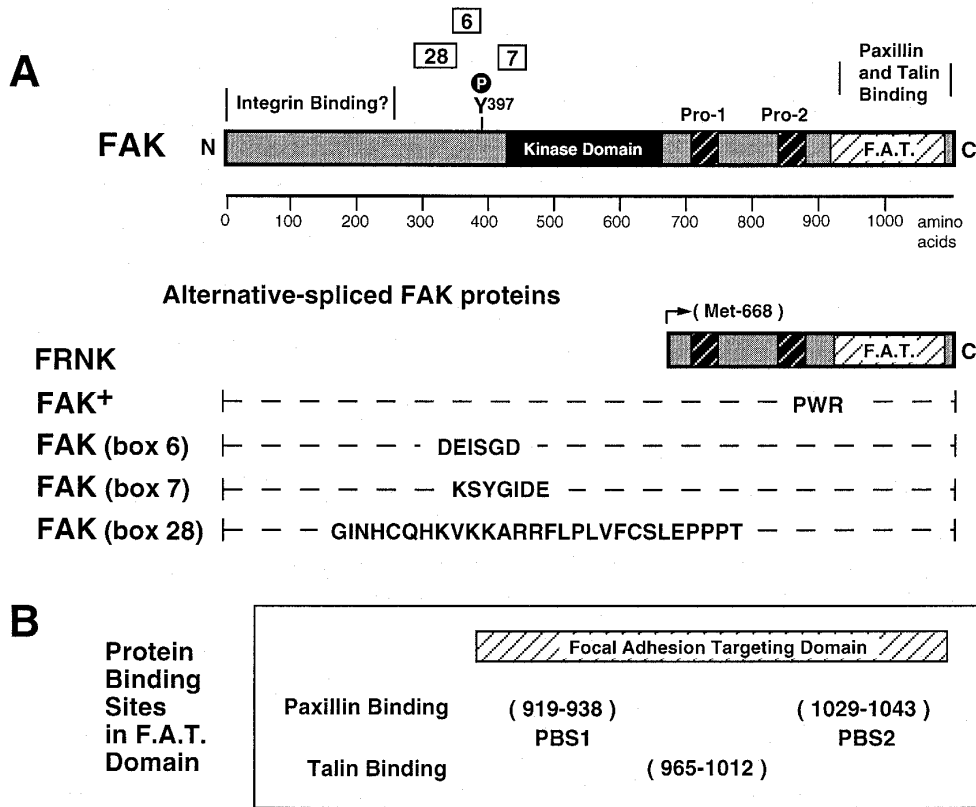 A
6
28
7
P
Y397
Integrin Binding?
Paxillin
and Talin
Binding
Pro-1
Pro-2
FAK
N
Kinase Domain
F.A.T.
C
0 100 200 300 400 500 600 700 800 900 1000 amino
acids
Alternative-spliced FAK proteins
( Met-668 )
FRNK
F.A.T.
C
FAK+
PWR
FAK (box 6)
DEISGD
FAK (box 7)
KSYGIDE
FAK (box 28)
GINHCQHKVKKARRFLPLVFCSLEPPPT
B
Protein
Binding
Sites
in F.A.T.
Domain
Focal Adhesion Targeting Domain
Paxillin Binding
( 919-938 )
( 1029-1043 )
PBS1
PBS2
Talin Binding
( 965-1012 )